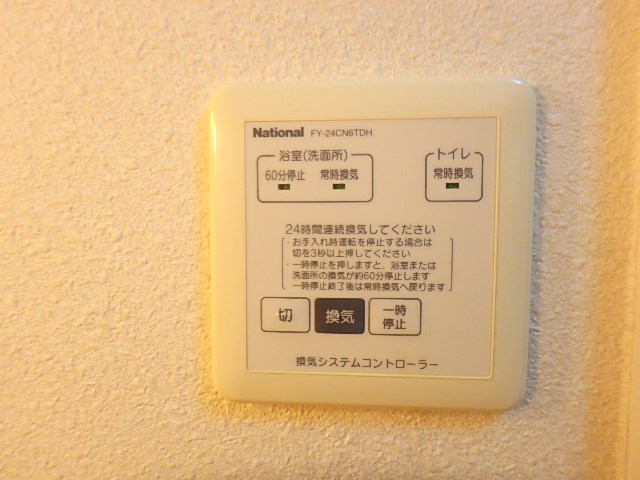 National FY-24CN6TDH
浴室(洗面所)
トイレ
60分停止 常時換気
常時換気
24時間連続換気してください
・お手入れ時運転を停止する場合は
切を3秒以上押してください
・一時停止を押しますと、浴室または
洗面所の換気が約60分停止します
一時停止終了後は常時換気へ戻ります
切
換気
一時
停止
換気システムコントローラー